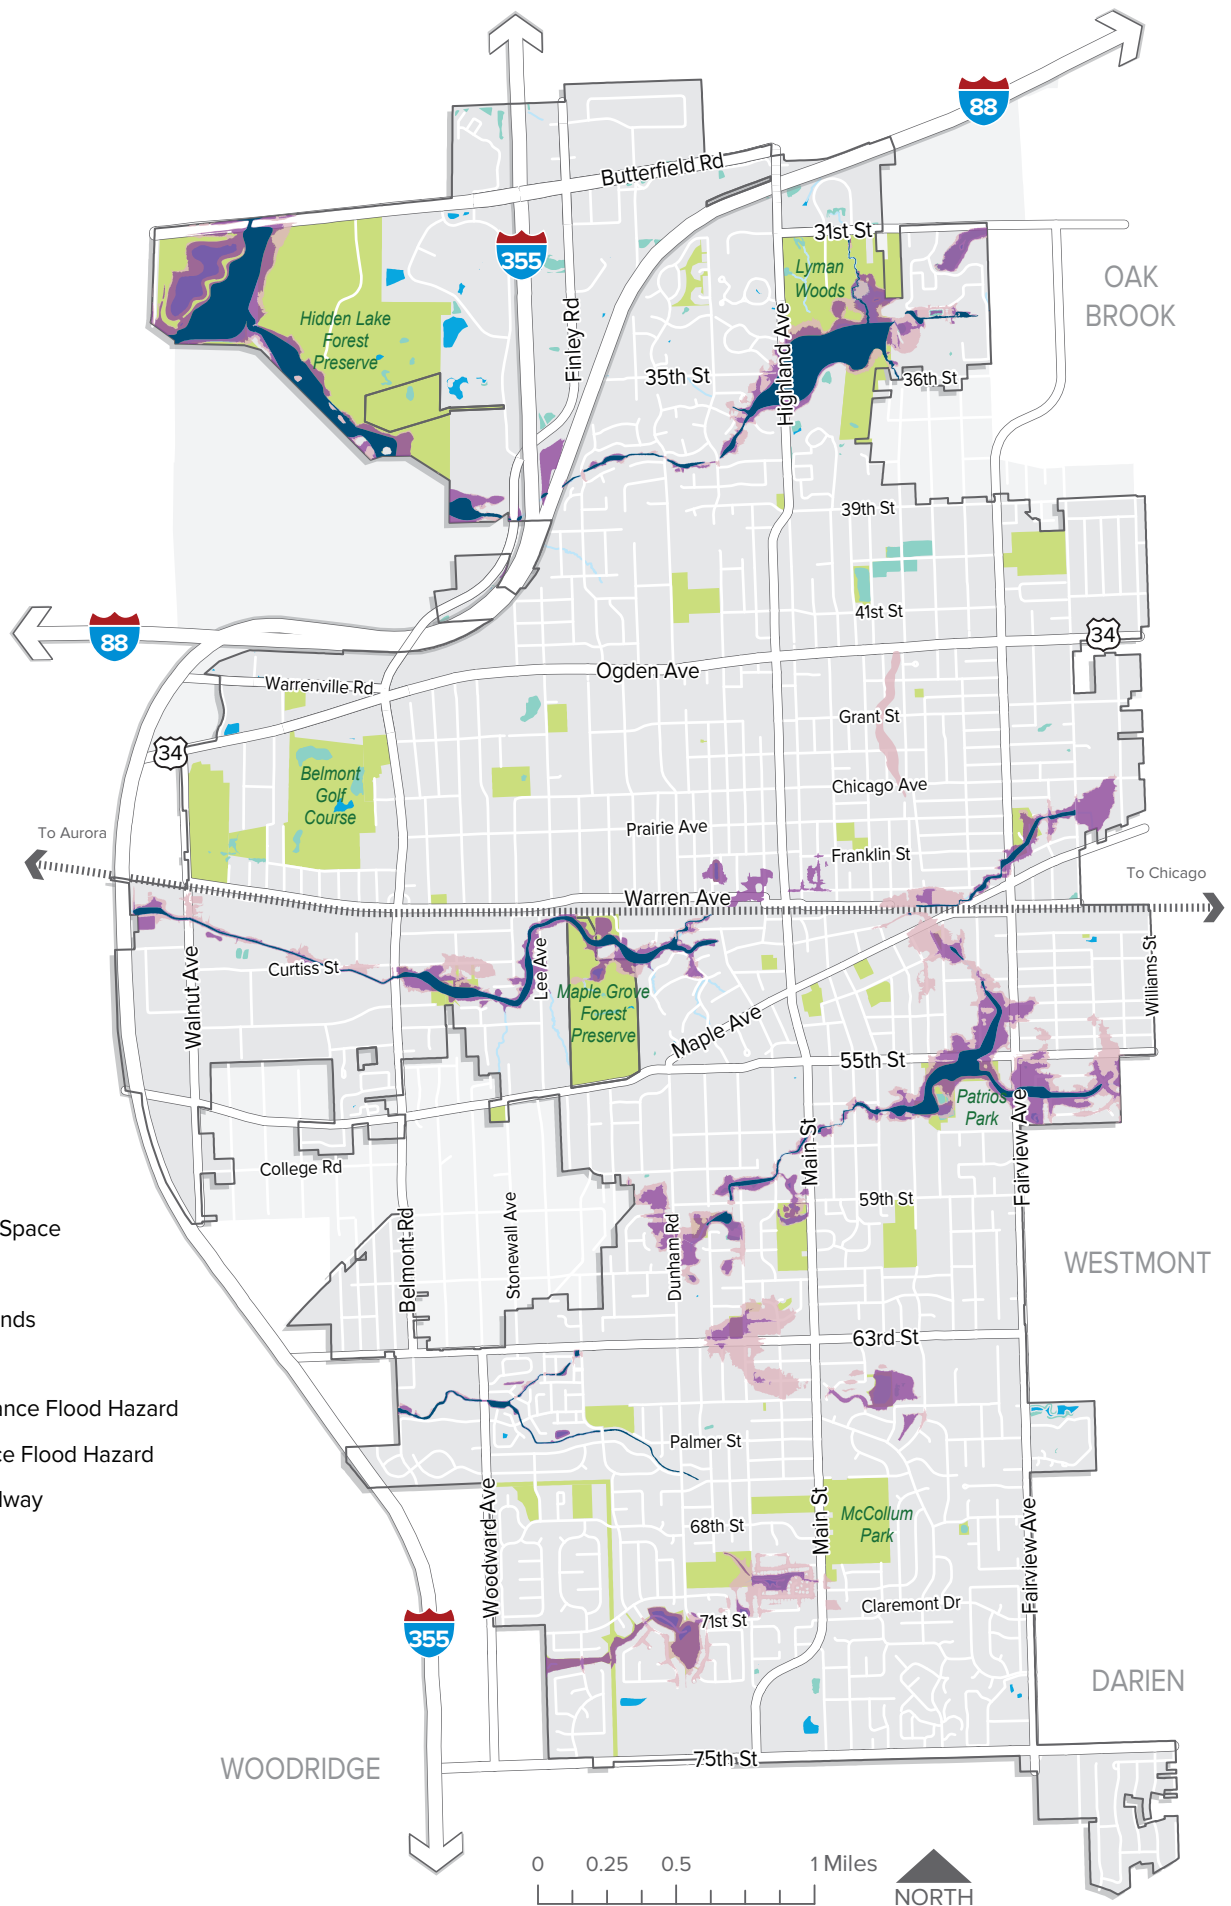 88
Butterfield Rd
31st St
355
Lyman
Woods
OAK
BROOK
Hidden Lake
Forest
Preserve
Finley Rd
Highland Ave
35th St
36th St
39th St
41st St
88
34
Ogden Ave
Warrenville Rd
Grant St
34
Belmont
Golf
Course
Chicago Ave
To Aurora
Prairie Ave
Franklin St
To Chicago
Warren Ave
Curtiss St
Lee Ave
Walnut Ave
Maple Grove
Forest
Preserve
Williams St
Maple Ave
55th St
Patrios
Park
Fairview Ave
Main St
College Rd
59th St
Space
Belmont Rd
Stonewall Ave
Dunham Rd
WESTMONT
nds
63rd St
ance Flood Hazard
Palmer St
ce Flood Hazard
dway
Woodward Ave
Main St
McCollum
Park
68th St
Fairview Ave
Claremont Dr
71st St
355
DARIEN
WOODRIDGE
75th St
0 0.25 0.5 1 Miles
NORTH